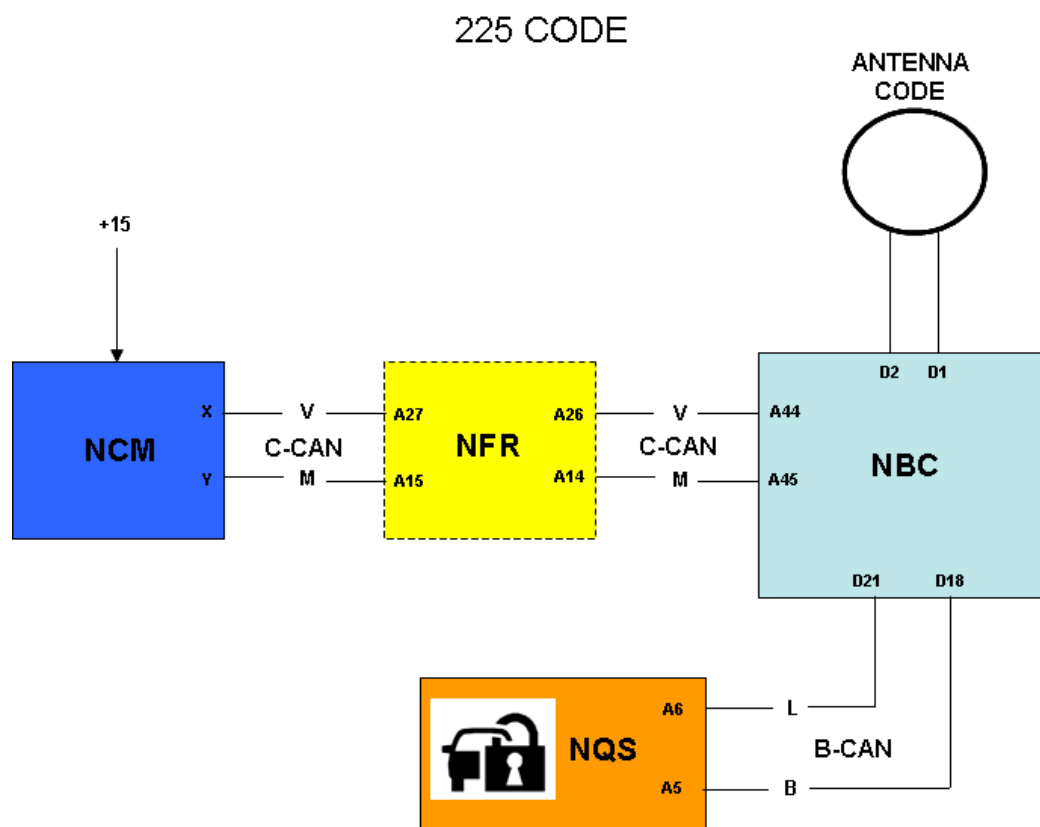 225 CODE
ANTENNA
CODE
+15
D2 D1
X V A27 A26 V A44
NCM C-CAN NFR C-CAN NBC
Y M A15 A14 M A45
D21 D18
A6 L
NQS B-CAN
A5 B